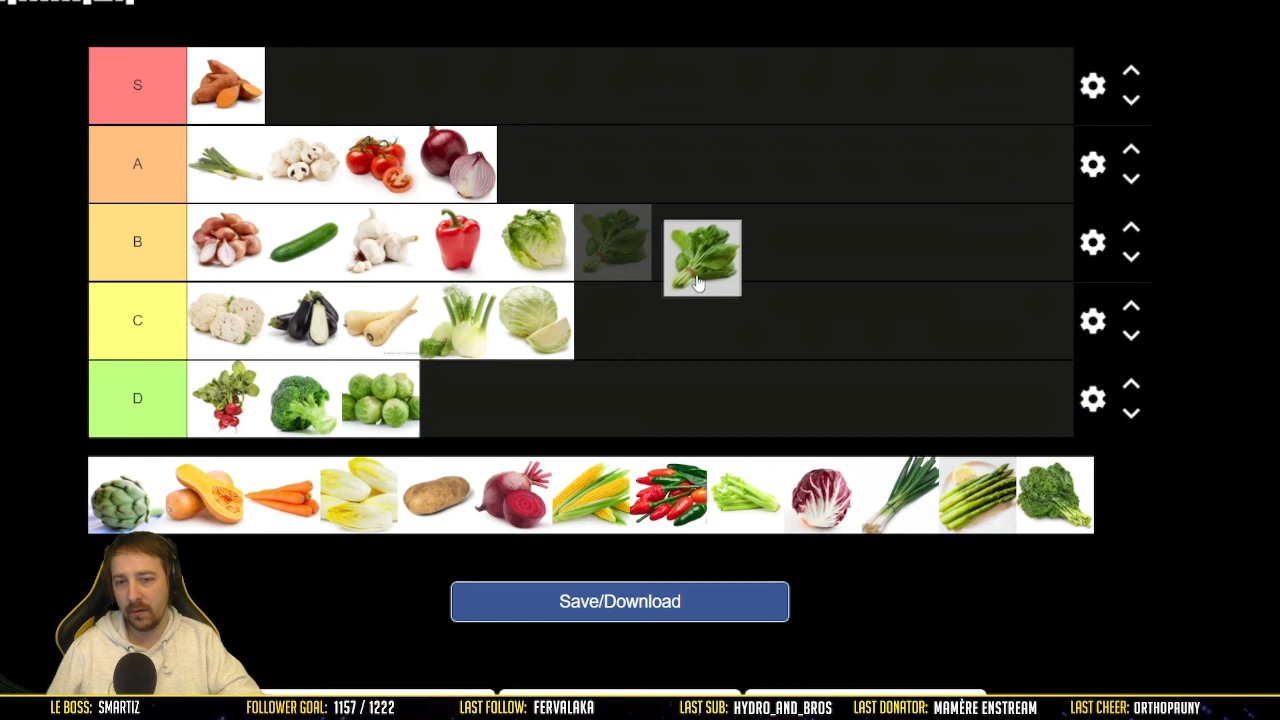 S
A
B
C
D
Save/Download
LE BOSS: SMARTIZ FOLLOWER GOAL: 1157 / 1222 LAST FOLLOW: FERVALAKA LAST SUB: HYDRO_AND_BROS LAST DONATOR: MAMÈRE ENSTREAM LAST CHEER: ORTHOPAUNY